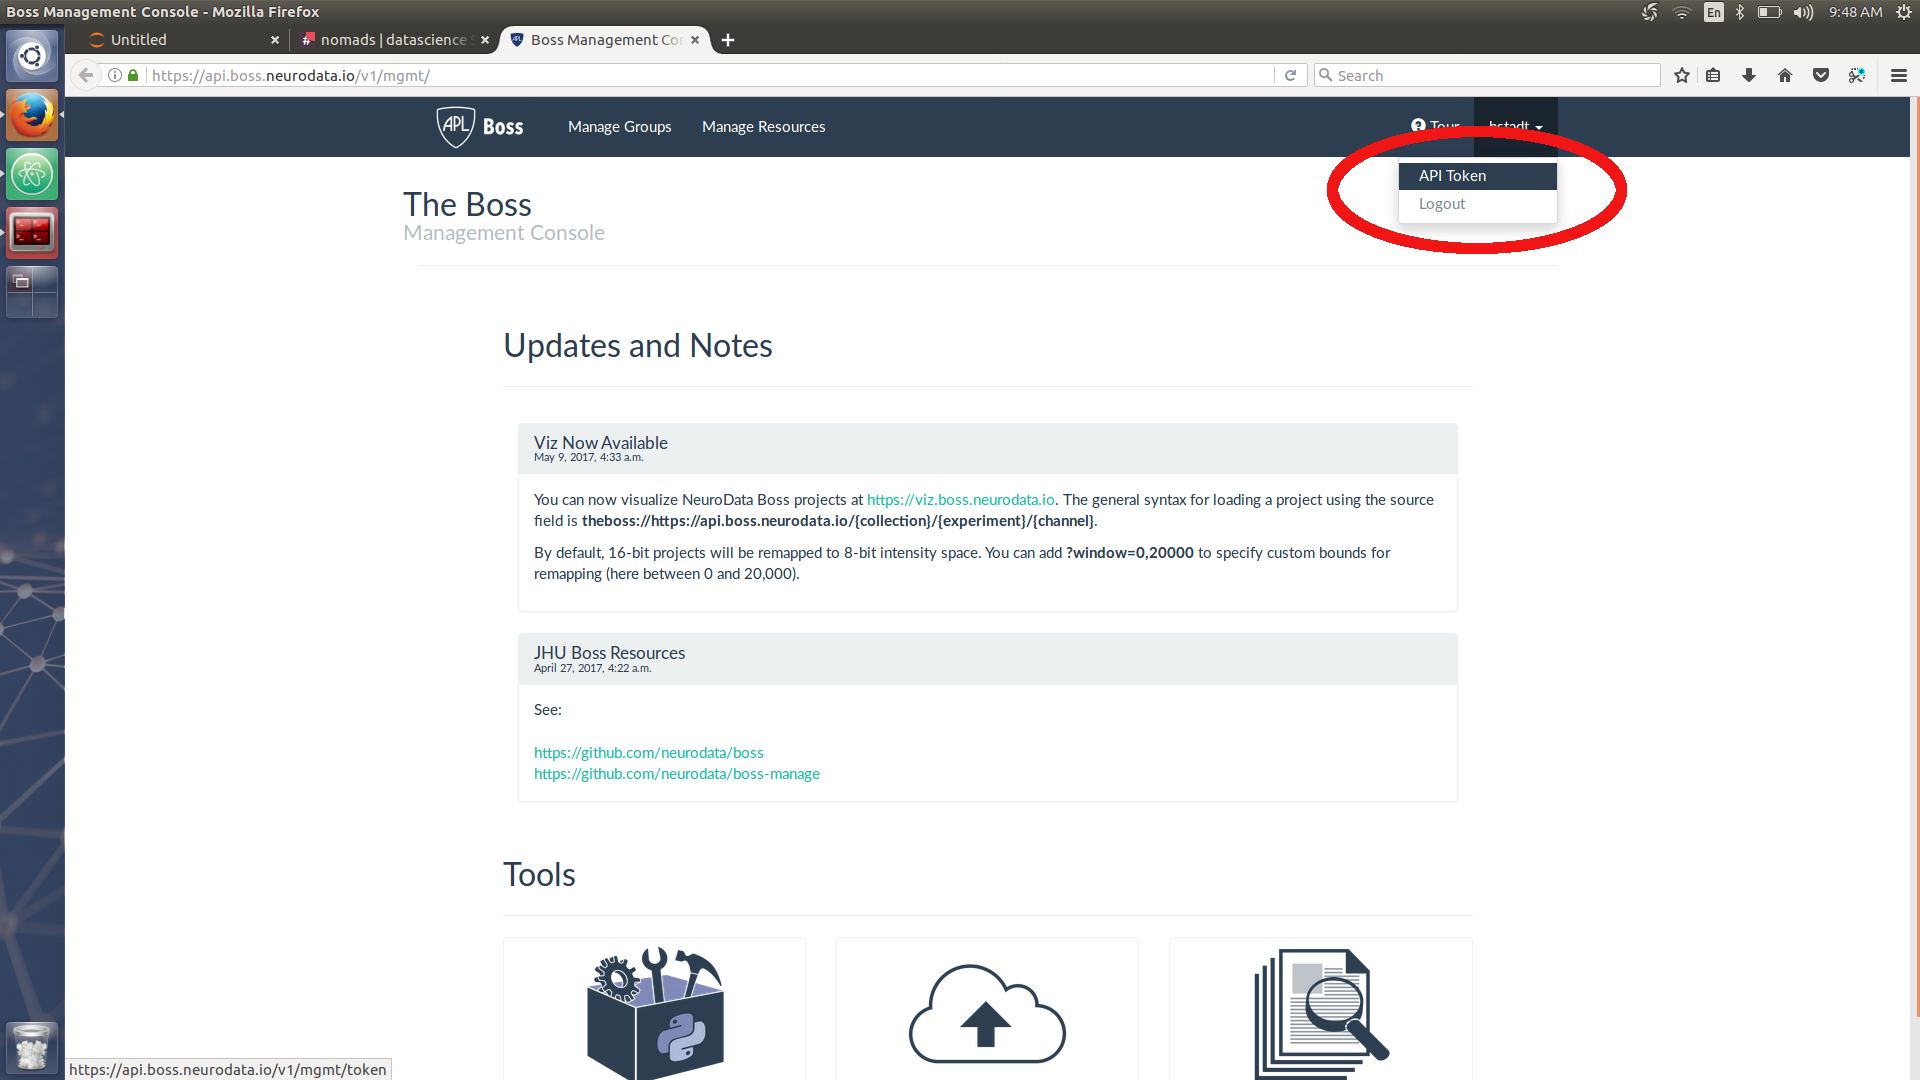 Boss Management Console - Mozilla Firefox
En
9:48 AM
Untitled
nomads | datascience
Boss Management Co
https://api.boss.neurodata.io/v1/mgmt/
Search
APL Boss
Manage Groups
Manage Resources
Tour
bstadt
API Token
Logout
The Boss
Management Console
Updates and Notes
Viz Now Available
May 9, 2017, 4:33 a.m.
You can now visualize NeuroData Boss projects at https://viz.boss.neurodata.io. The general syntax for loading a project using the source
field is theboss://https://api.boss.neurodata.io/{collection}/{experiment}/{channel}.
By default, 16-bit projects will be remapped to 8-bit intensity space. You can add ?window=0,20000 to specify custom bounds for
remapping (here between 0 and 20,000).
JHU Boss Resources
April 27, 2017, 4:22 a.m.
See:
https://github.com/neurodata/boss
https://github.com/neurodata/boss-manage
Tools
https://api.boss.neurodata.io/v1/mgmt/token